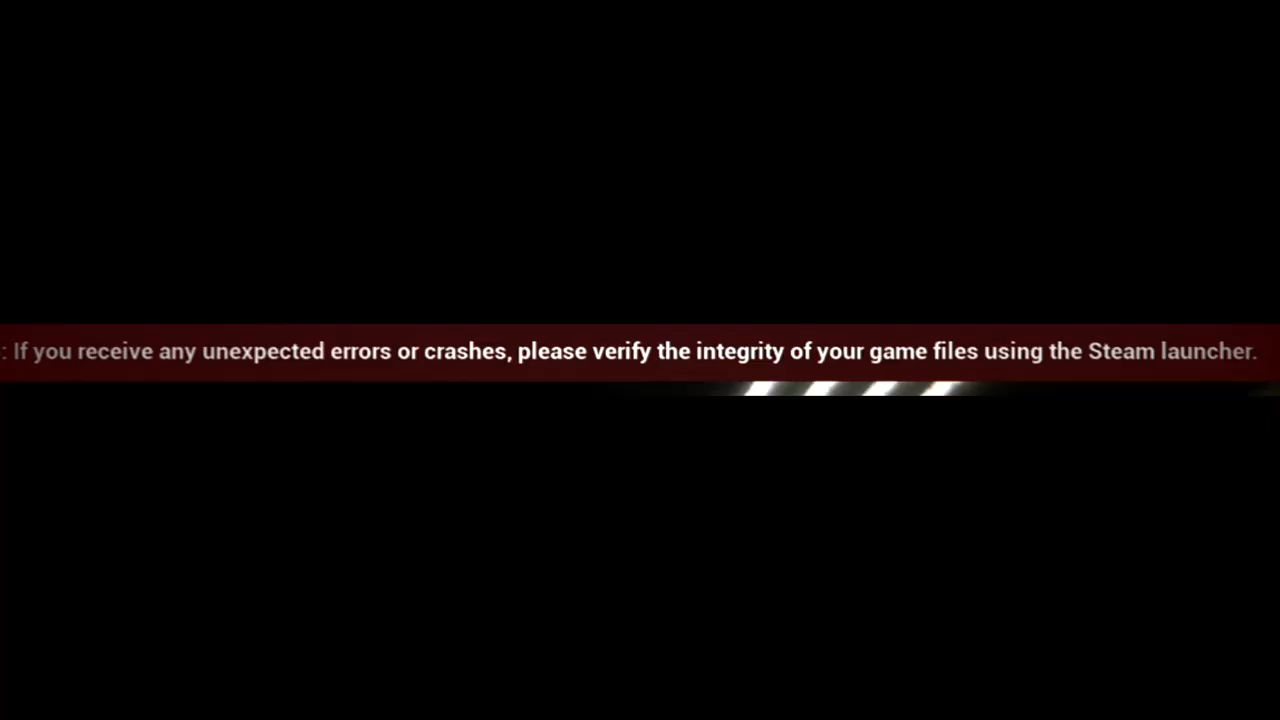 : If you receive any unexpected errors or crashes, please verify the integrity of your game files using the Steam launcher.